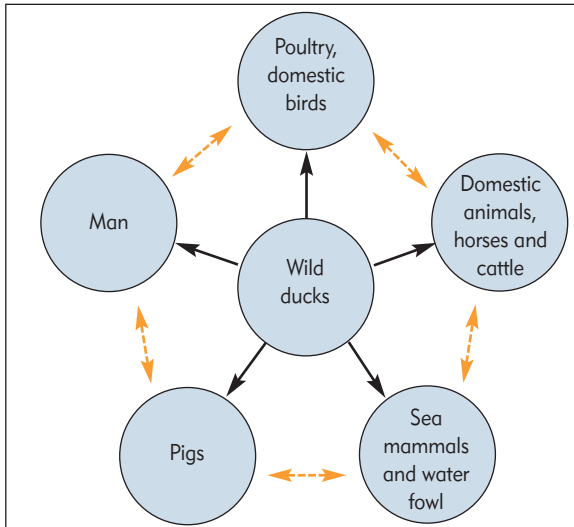 Poultry,
domestic
birds
Man
Domestic
animals,
horses and
cattle
Wild
ducks
Pigs
Sea
mammals
and water
fowl